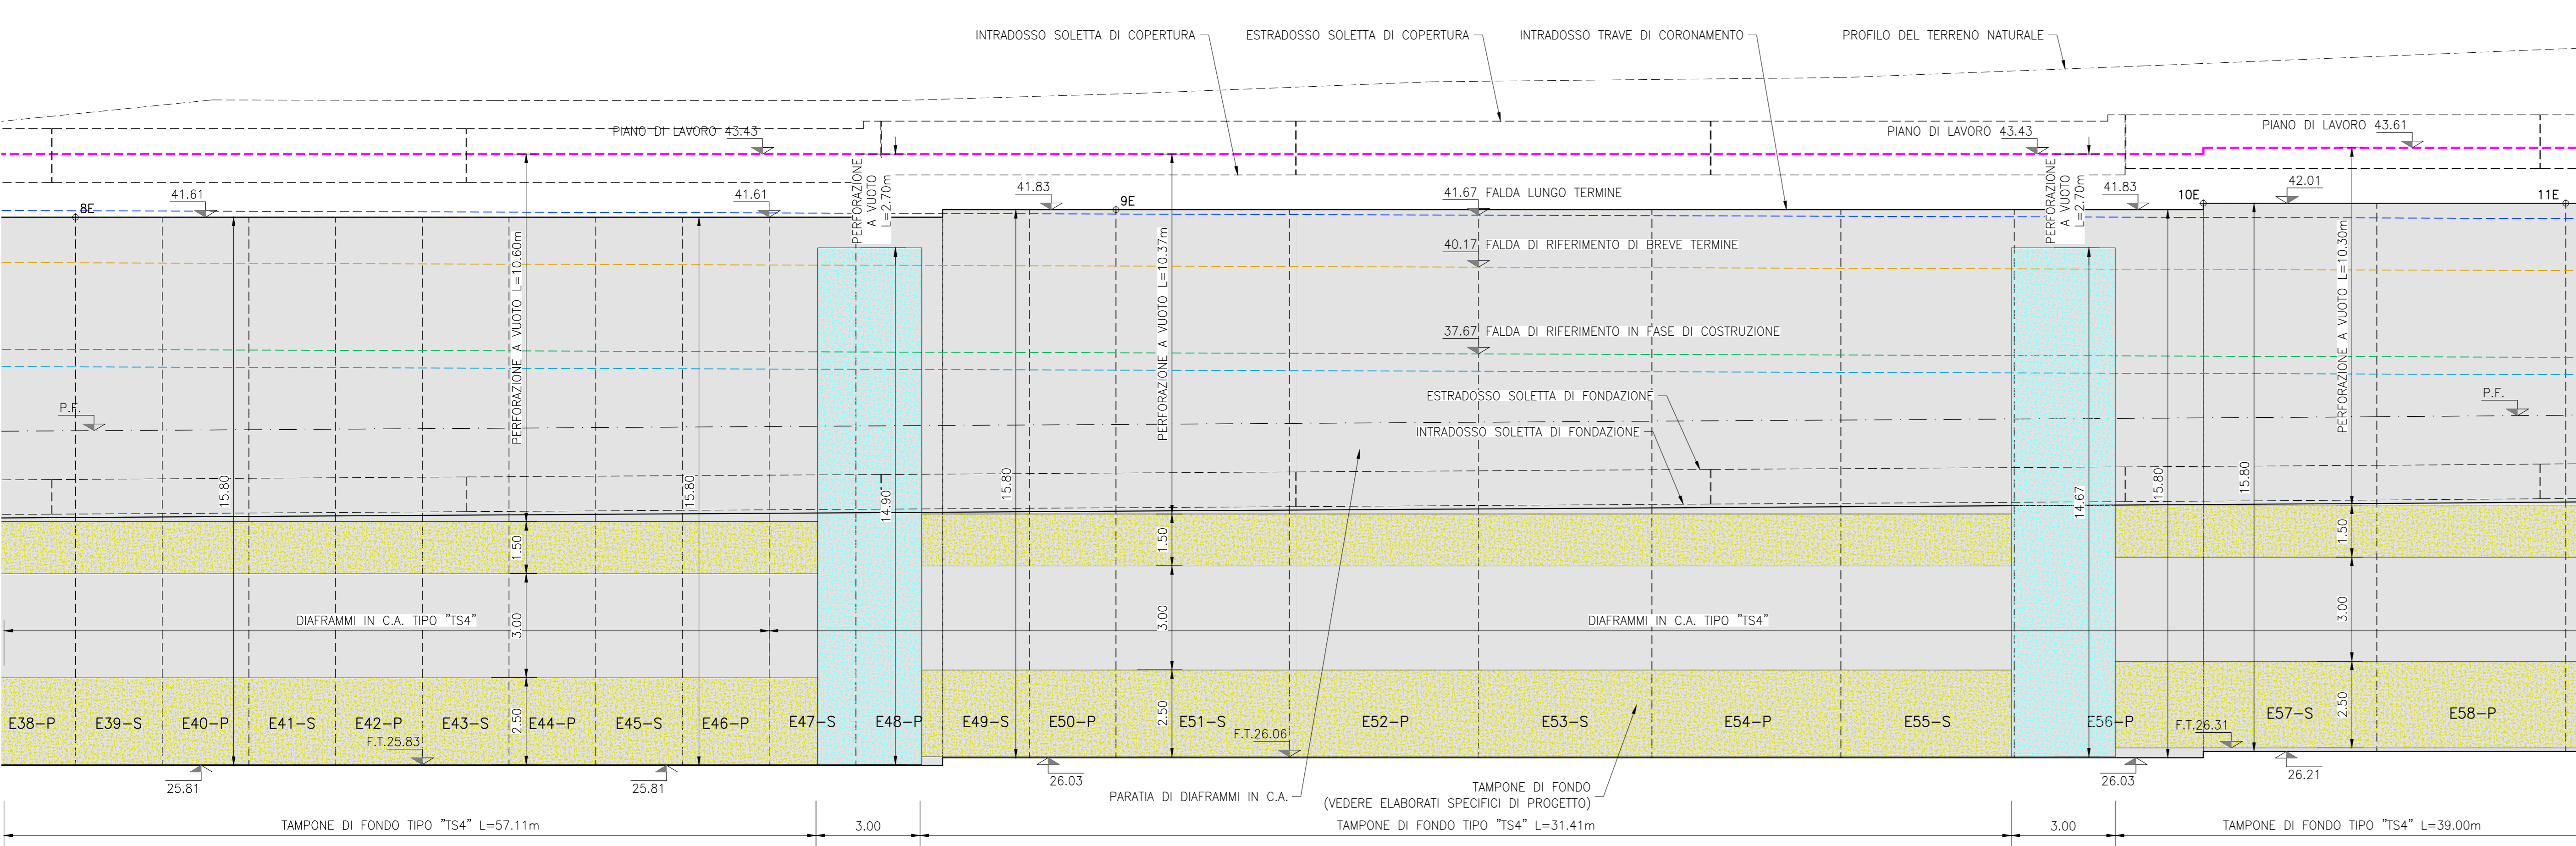 INTRADOSSO SOLETTA DI COPERTURA
ESTRADOSSO SOLETTA DI COPERTURA
INTRADOSSO TRAVE DI CORONAMENTO
PROFILO DEL TERRENO NATURALE
PIANO DI LAVORO 43.43
PIANO DI LAVORO 43.43
PIANO DI LAVORO 43.61
PERFORAZIONE
A VUOTO
L=2.70m
PERFORAZIONE
A VUOTO
L=2.70m
41.61
41.61
41.83
41.67 FALDA LUNGO TERMINE
41.83
42.01
8E
9E
10E
11E
40.17 FALDA DI RIFERIMENTO DI BREVE TERMINE
37.67 FALDA DI RIFERIMENTO IN FASE DI COSTRUZIONE
PERFORAZIONE A VUOTO L=10.60m
PERFORAZIONE A VUOTO L=10.37m
PERFORAZIONE A VUOTO L=10.30m
P.F.
P.F.
ESTRADOSSO SOLETTA DI FONDAZIONE
INTRADOSSO SOLETTA DI FONDAZIONE
15.80
15.80
14.90
15.80
14.67
15.80
15.80
1.50
1.50
1.50
DIAFRAMMI IN C.A. TIPO "TS4"
3.00
3.00
DIAFRAMMI IN C.A. TIPO "TS4"
3.00
2.50
2.50
2.50
E38-P
E39-S
E40-P
E41-S
E42-P
E43-S
E44-P
E45-S
E46-P
E47-S
E48-P
E49-S
E50-P
E51-S
E52-P
E53-S
E54-P
E55-S
E56-P
E57-S
E58-P
F.T.25.83
F.T.26.06
F.T.26.31
25.81
25.81
26.03
26.03
26.21
PARATIA DI DIAFRAMMI IN C.A.
TAMPONE DI FONDO
(VEDERE ELABORATI SPECIFICI DI PROGETTO)
TAMPONE DI FONDO TIPO "TS4" L=57.11m
3.00
TAMPONE DI FONDO TIPO "TS4" L=31.41m
3.00
TAMPONE DI FONDO TIPO "TS4" L=39.00m